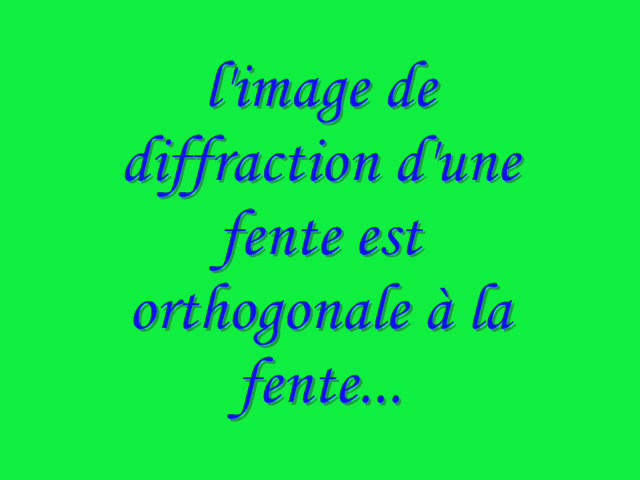 l'image de
diffraction d'une
fente est
orthogonale à la
fente...